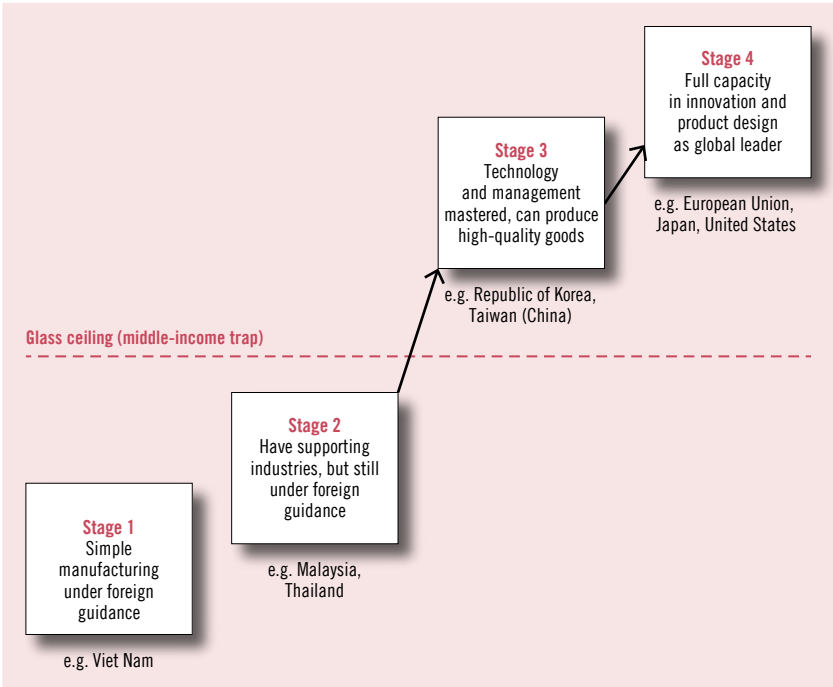 Stage 4
Full capacity
in innovation and
product design
as global leader
e.g. European Union,
Japan, United States
Stage 3
Technology
and management
mastered, can produce
high-quality goods
e.g. Republic of Korea,
Taiwan (China)
Glass ceiling (middle-income trap)
Stage 2
Have supporting
industries, but still
under foreign
guidance
e.g. Malaysia,
Thailand
Stage 1
Simple
manufacturing
under foreign
guidance
e.g. Viet Nam